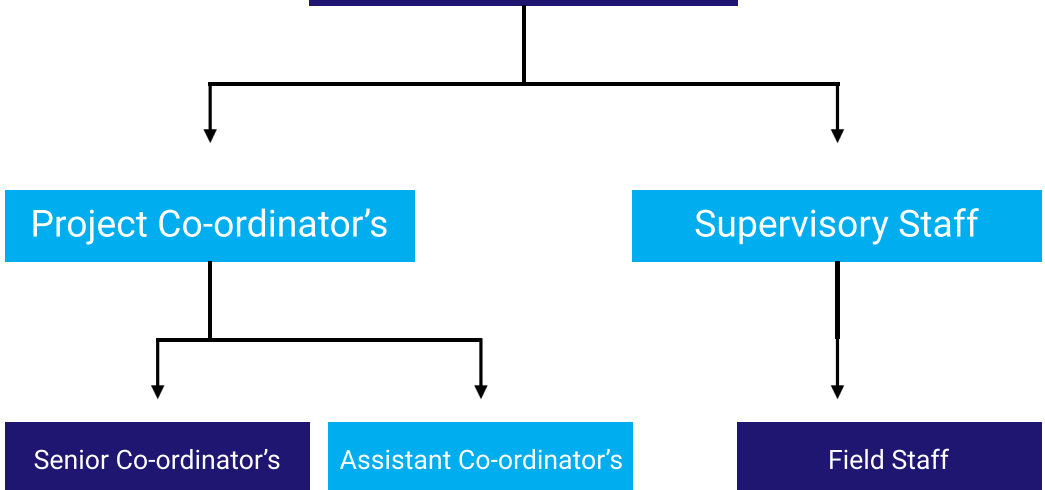 Project Co-ordinator’s
Supervisory Staff
Senior Co-ordinator’s
Assistant Co-ordinator’s
Field Staff